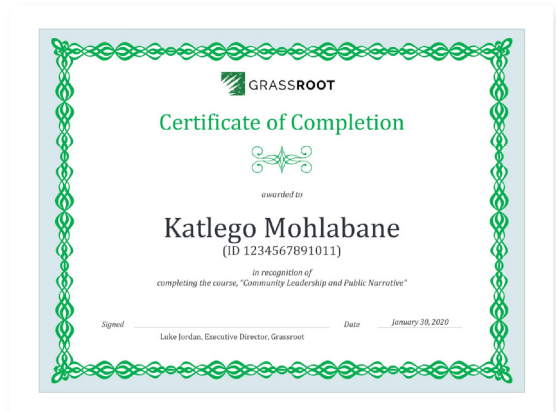 GRASSROOT
Certificate of Completion
awarded to
Katlego Mohlabane
(ID 1234567891011)
in recognition of
completing the course, "Community Leadership and Public Narrative"
Signed
Date
January 30, 2020
Luke Jordan, Executive Director, Grassroot